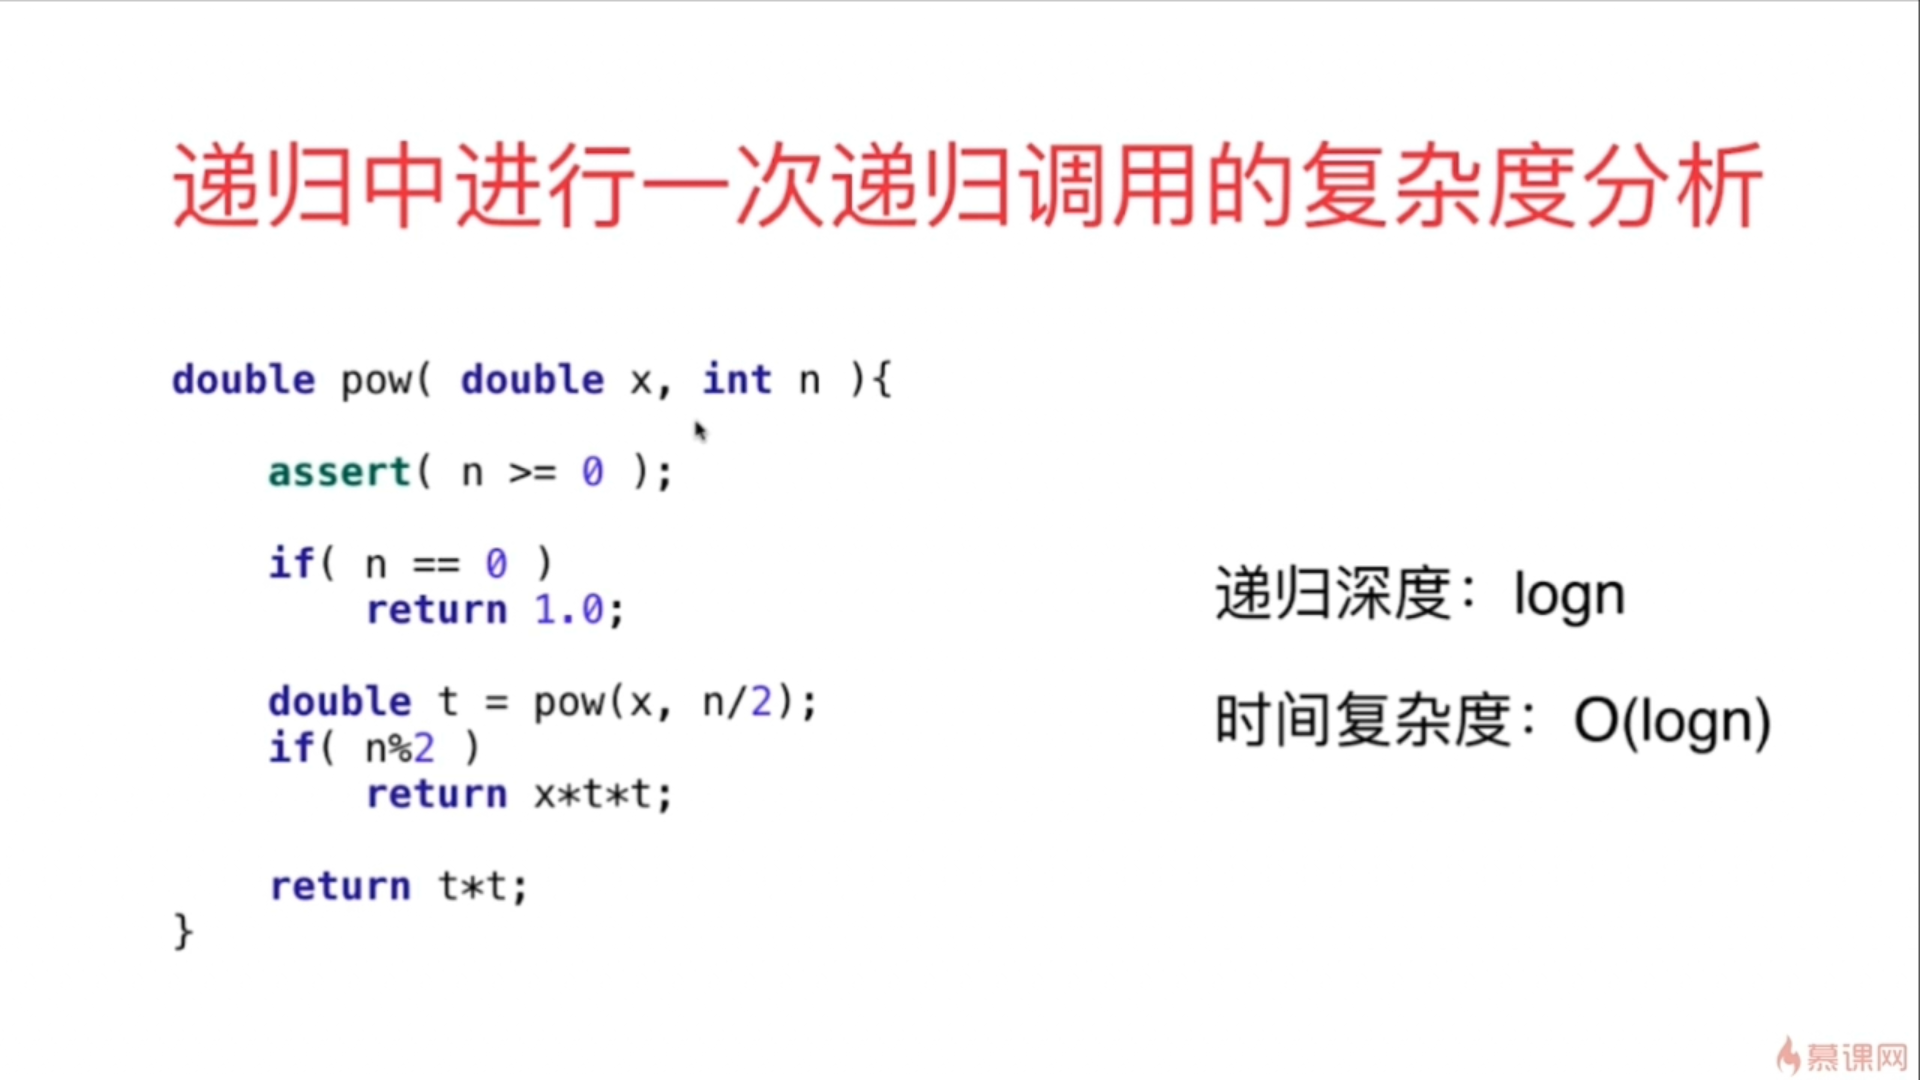 递归中进行一次递归调用的复杂度分析
double pow( double x, int n ){
assert( n >= 0 );
if( n == 0 )
return 1.0;
double t = pow(x, n/2);
if( n%2 )
return x*t*t;
return t*t;
}
递归深度：logn
时间复杂度：O(logn)
慕课网